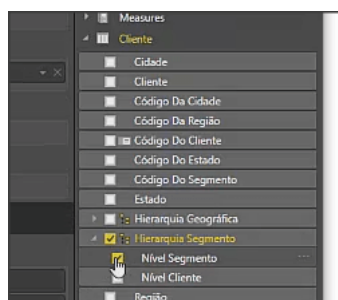 Measures
Cliente
Cidade
Cliente
Código Da Cidade
Código Da Região
Código Do Cliente
Código Do Estado
Código Do Segmento
Estado
Hierarquia Geográfica
Hierarquia Segmento
Nível Segmento
Nível Cliente
Região